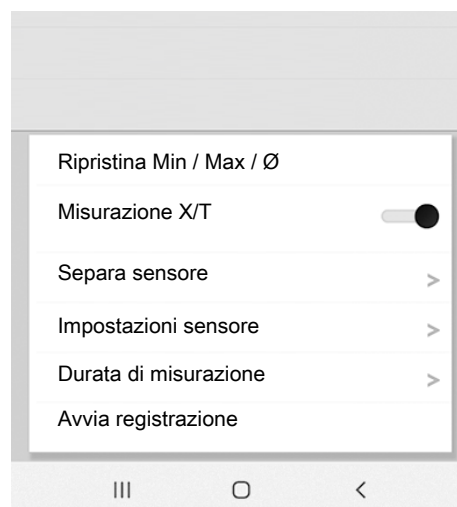 Ripristina Min / Max / Ø
Misurazione X/T
Separa sensore
Impostazioni sensore
Durata di misurazione
Avvia registrazione